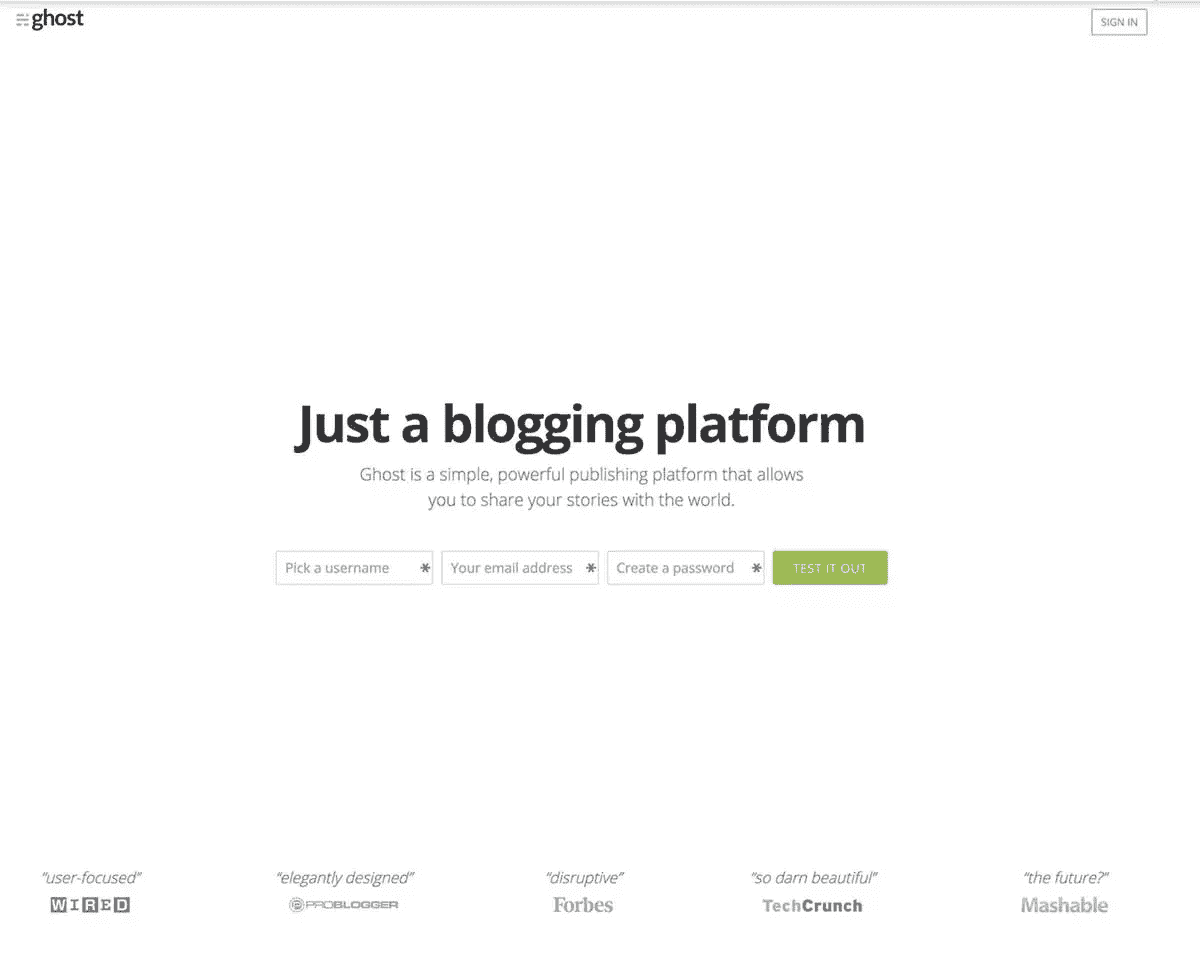 ghost
SIGN IN
Just a blogging platform
Ghost is a simple, powerful publishing platform that allows
you to share your stories with the world.
Pick a username * Your email address * Create a password * TEST IT OUT
“user-focused” “elegantly designed” “disruptive” “so darn beautiful” “the future?”
WIRED PROBLOGGER Forbes TechCrunch Mashable